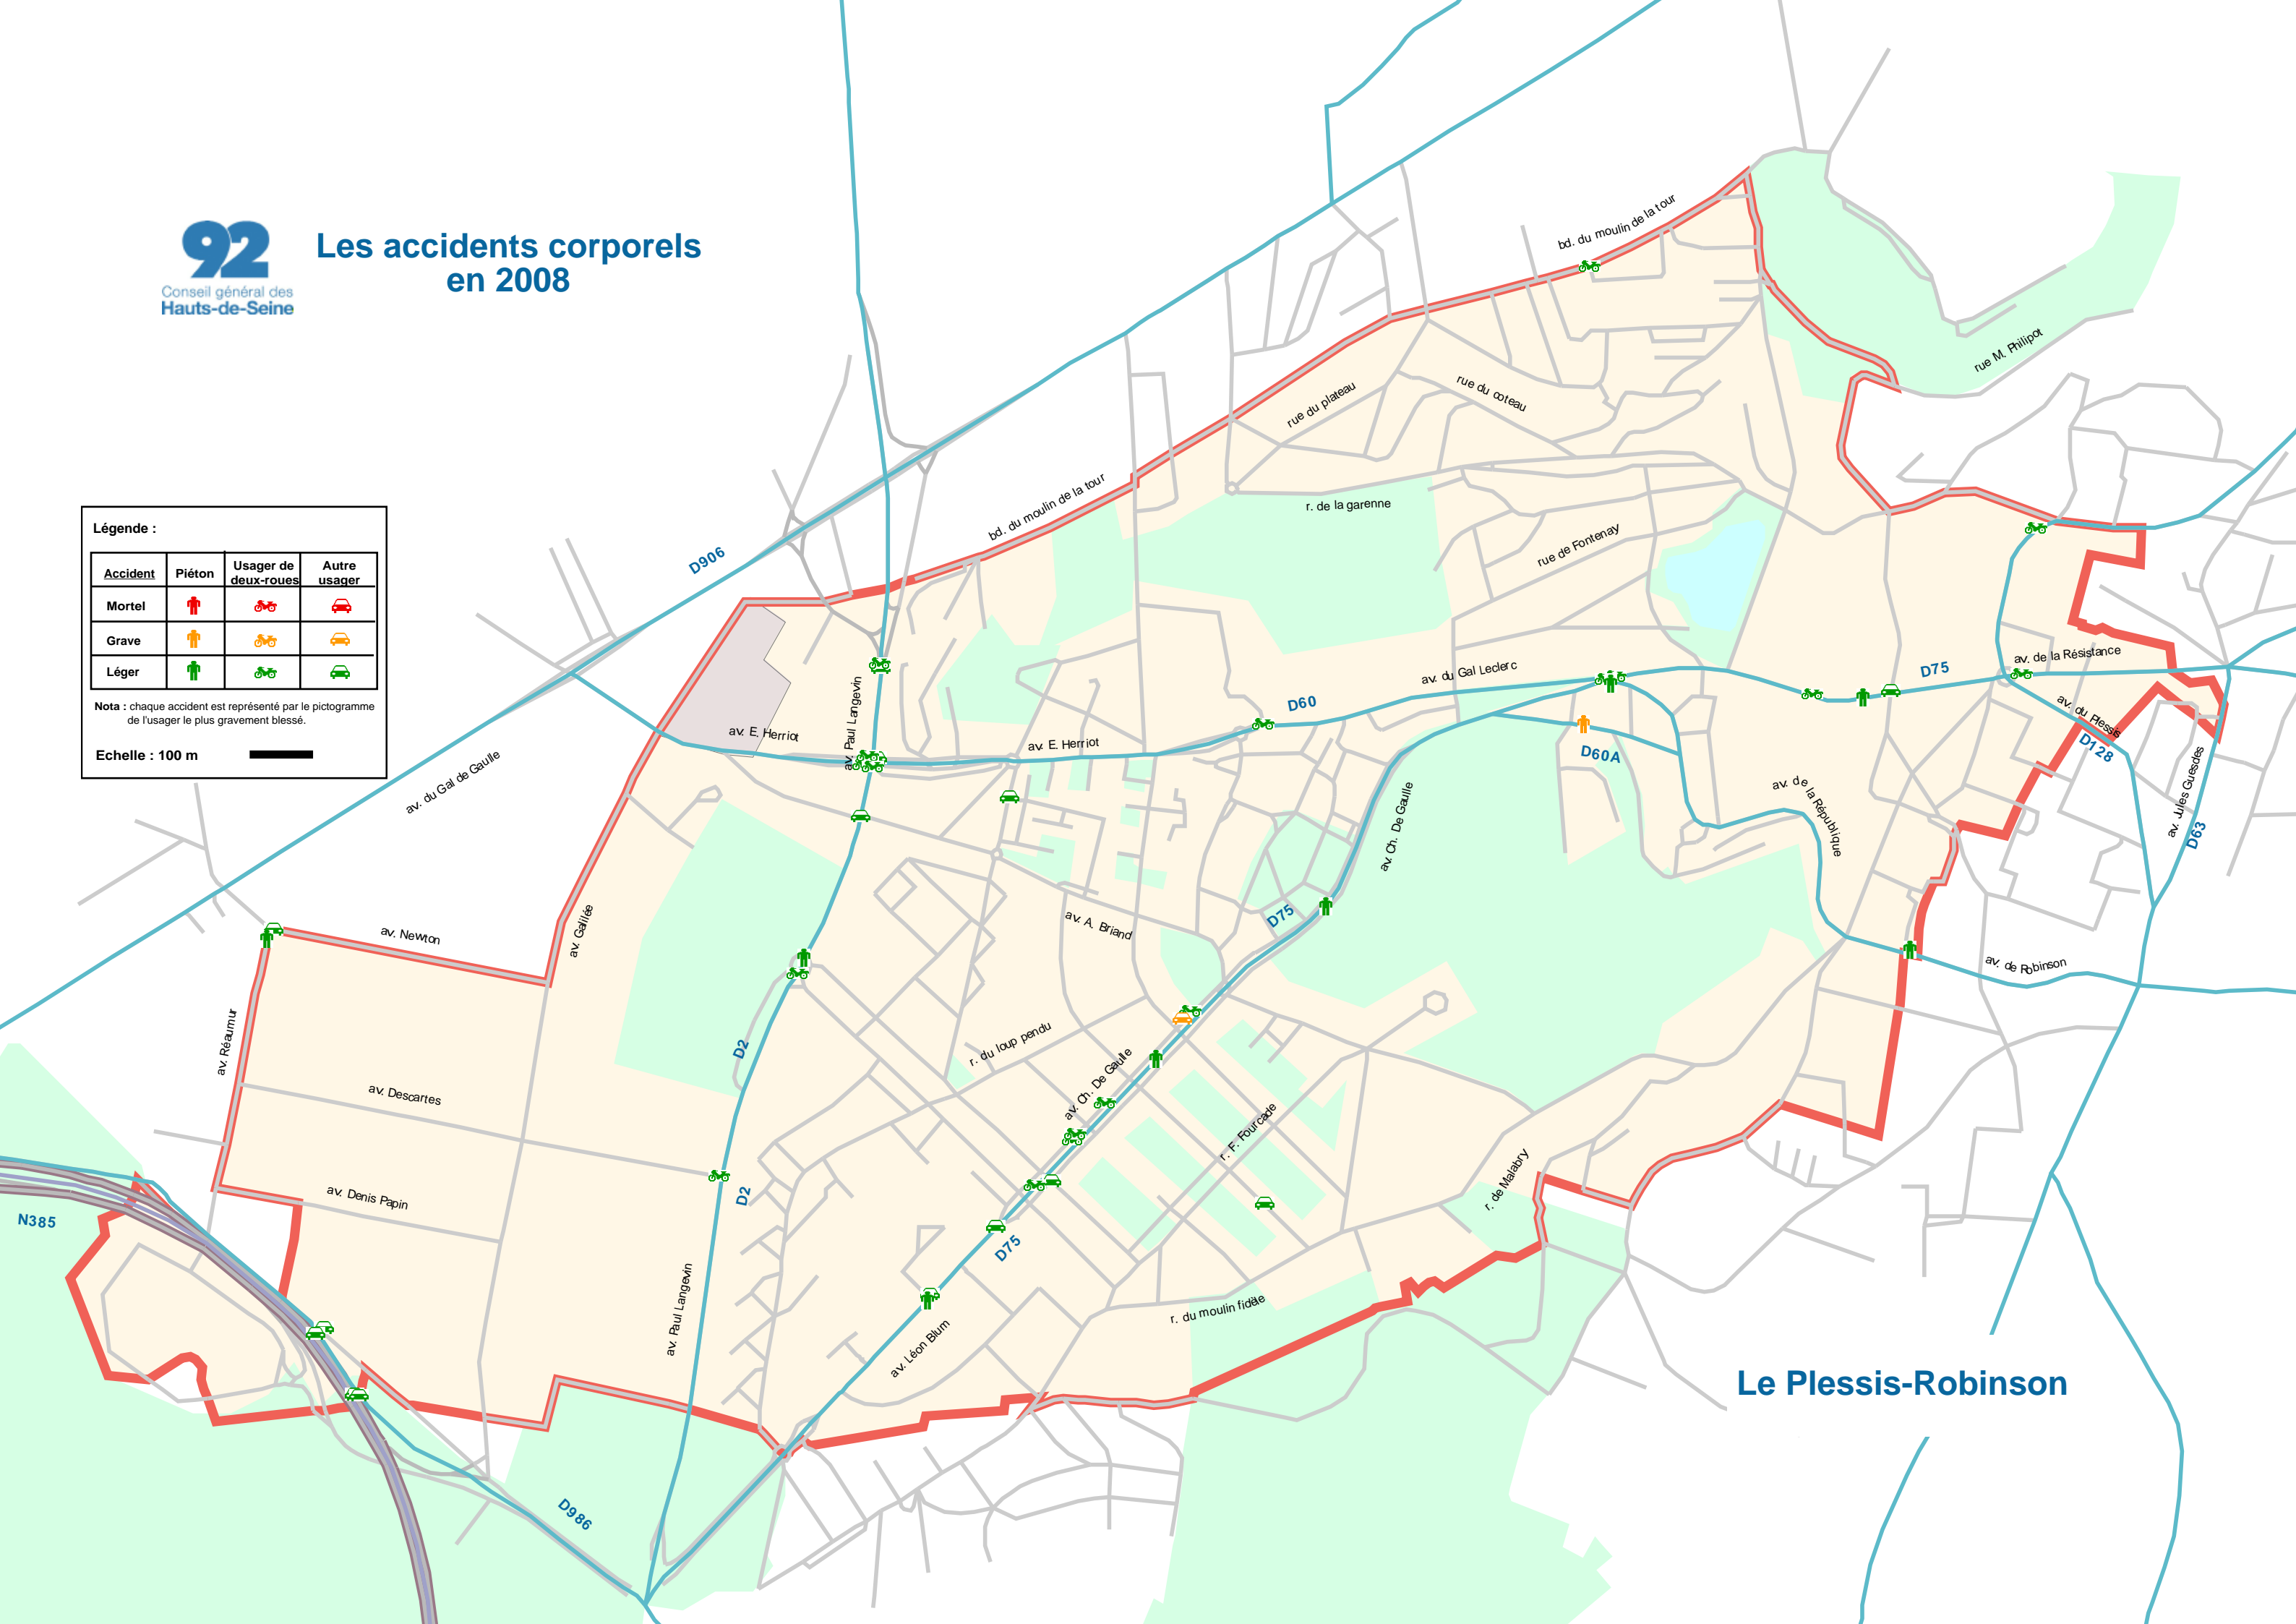 92
Conseil général des
Hauts-de-Seine
Les accidents corporels
en 2008
Légende :
Accident
Piéton
Usager de
deux-roues
Autre
usager
Mortel
Grave
Léger
Nota : chaque accident est représenté par le pictogramme
de l'usager le plus gravement blessé.
Echelle : 100 m
bd. du moulin de la tour
rue M. Philipot
rue du plateau
rue du coteau
bd. du moulin de la tour
r. de la garenne
rue de Fontenay
D906
av. de la Résistance
D75
av. du Gal Leclerc
av. Paul Langevin
D60
av. du Plessis
av. E. Herriot
av. E. Herriot
D128
D60A
av. du Gal de Gaulle
av. de la République
av. Jules Guesdes
D63
av. Ch. De Gaulle
av. Galilée
av. Newton
av. A. Briand
D75
av. de Robinson
av. Réaumur
D2
r. du loup pendu
av. Ch. De Gaulle
av. Descartes
r. F. Fourcade
r. de Malabry
av. Denis Papin
D2
N385
D75
av. Paul Langevin
r. du moulin fidèle
av. Léon Blum
Le Plessis-Robinson
D986